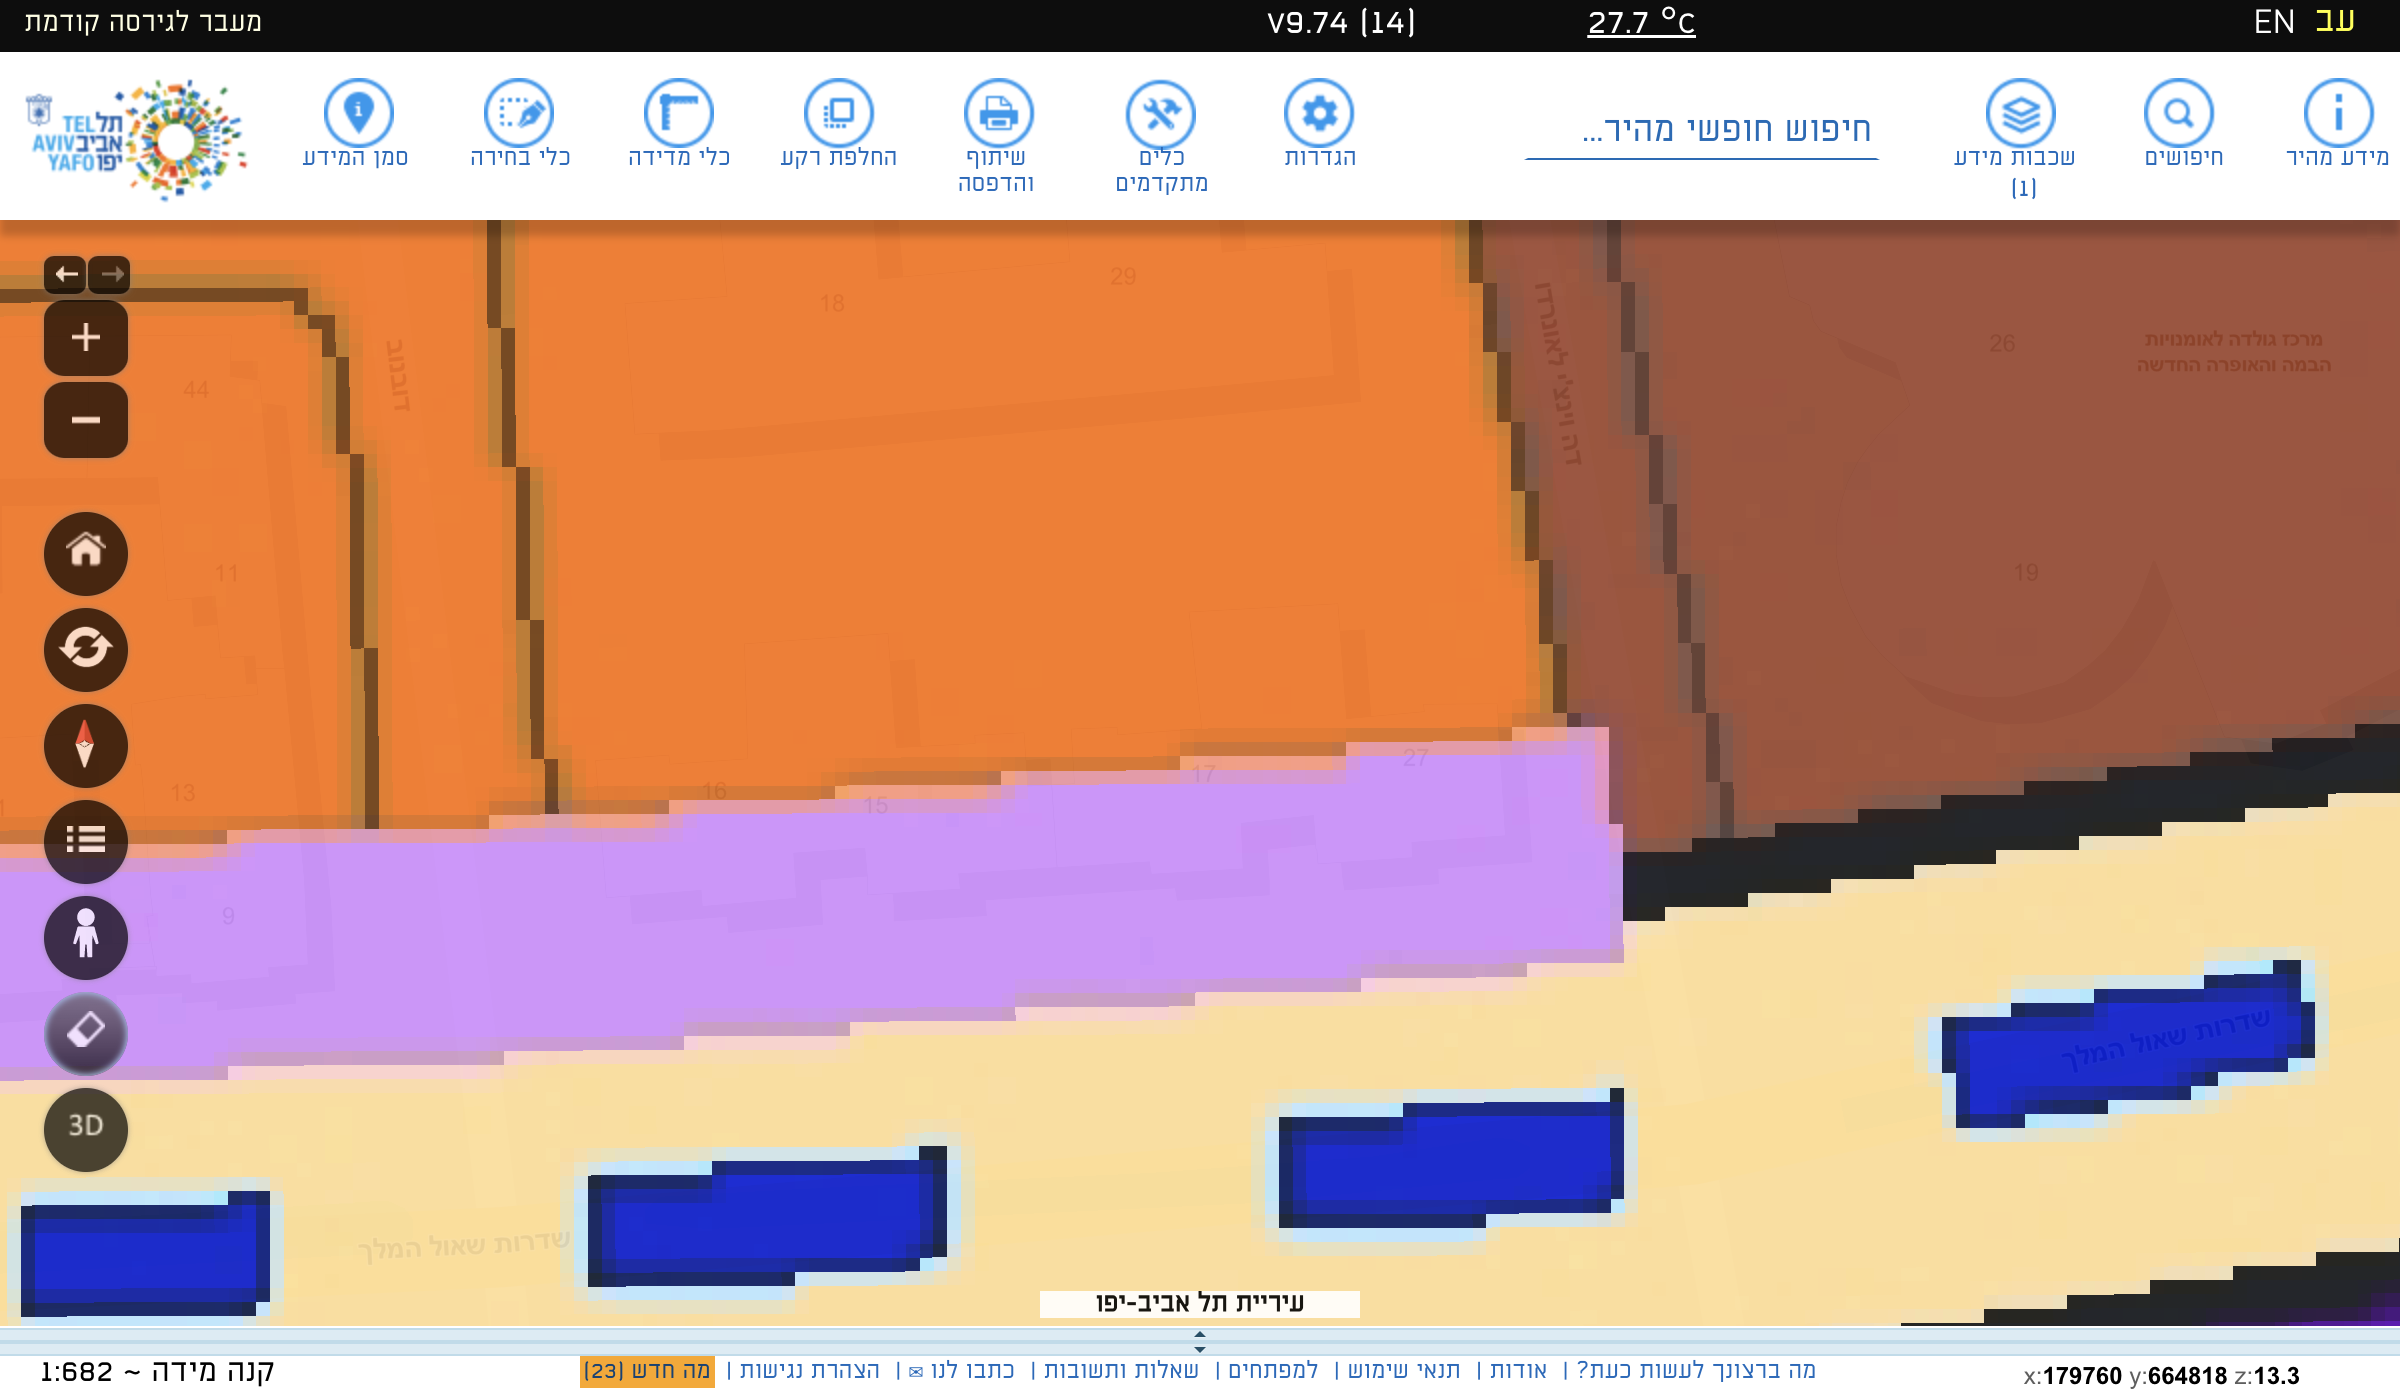 עב EN
27.7 °C
V9.74 (14)
מעבר לגירסה קודמת
מידע מהיר
חיפושים
שכבות מידע
(1)
חיפוש חופשי מהיר...
הגדרות
כלים
מתקדמים
שיתוף
והדפסה
החלפת רקע
כלי מדידה
כלי בחירה
סמן המידע
תל TEL
אביב AVIV
יפו YAFO
29
18
דובנוב
לאונרדו
דה וינצ'י
26
מרכז גולדה לאומנויות
הבמה והאופרה החדשה
44
11
19
13
16
15
17
27
9
שדרות שאול המלך
שדרות שאול המלך
3D
עיריית תל אביב-יפו
x:179760 y:664818 z:13.3
מה ברצונך לעשות כעת? | אודות | תנאי שימוש | למפתחים | שאלות ותשובות | כתבו לנו ✉ | הצהרת נגישות | מה חדש (23)
קנה מידה ~ 1:682